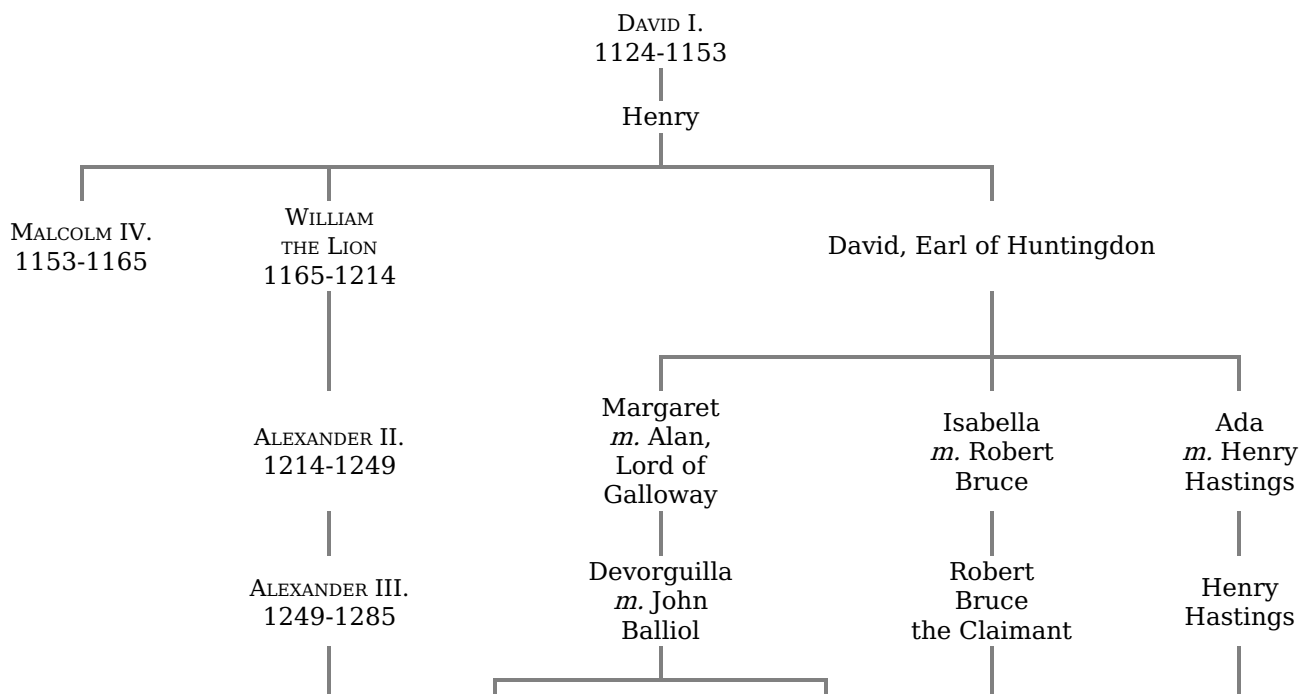 DAVID I.
1124-1153
Henry
MALCOLM IV.
1153-1165
WILLIAM
THE LION
1165-1214
David, Earl of Huntingdon
ALEXANDER II.
1214-1249
Margaret
m. Alan,
Lord of
Galloway
Isabella
m. Robert
Bruce
Ada
m. Henry
Hastings
ALEXANDER III.
1249-1285
Devorguilla
m. John
Balliol
Robert
Bruce
the Claimant
Henry
Hastings